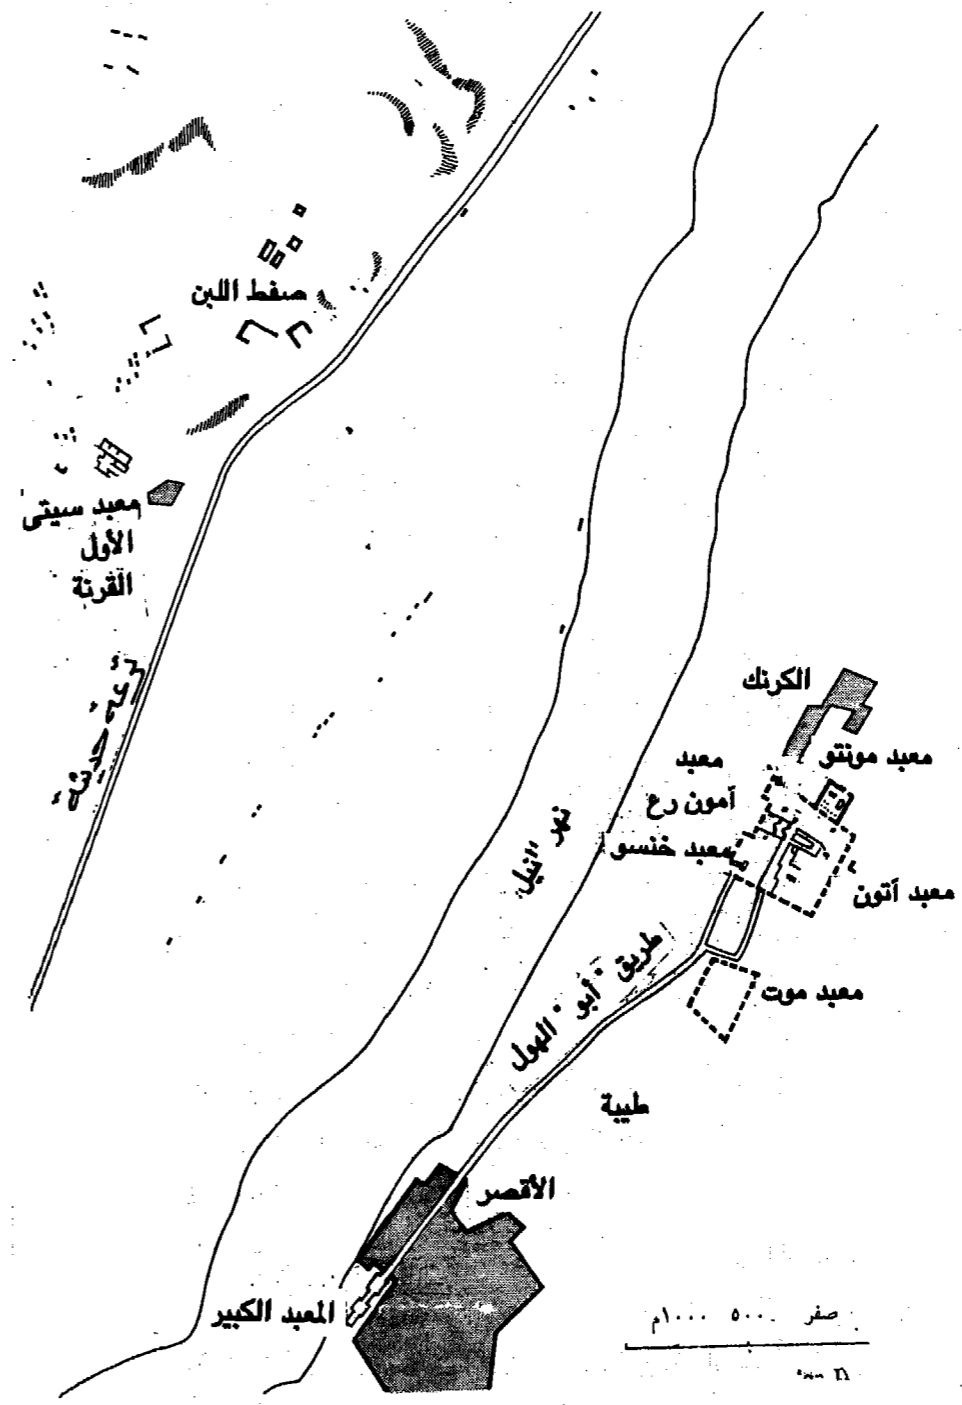 صفط اللبن
معبد سيتى
الأول
القرنة
ترعة حديثة
الكرنك
معبد مونتو
معبد
آمون رع
معبد خنسو
معبد آتون
نهر النيل
طريق "أبو" الهول
معبد موت
طيبة
الأقصر
المعبد الكبير
صفر ٥٠٠ ١٠٠٠م